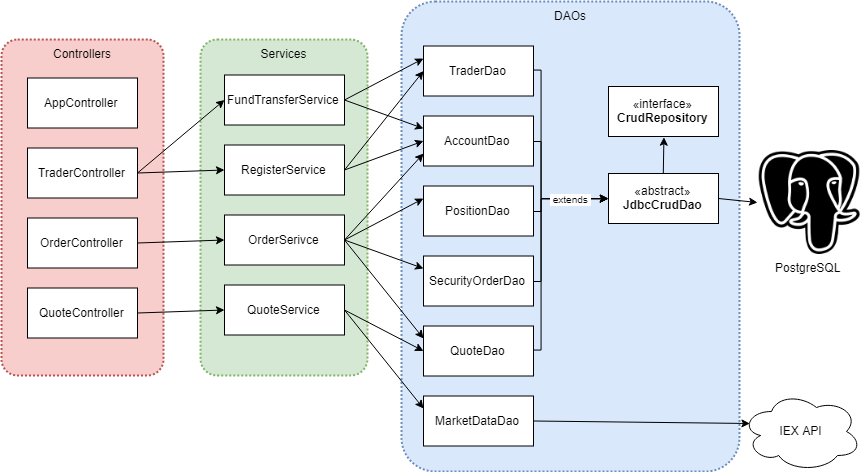 DAOs
Controllers
Services
AppController
TraderController
OrderController
QuoteController
FundTransferService
RegisterService
OrderSerivce
QuoteService
TraderDao
AccountDao
PositionDao
SecurityOrderDao
QuoteDao
MarketDataDao
extends
«interface»
CrudRepository
«abstract»
JdbcCrudDao
PostgreSQL
IEX API